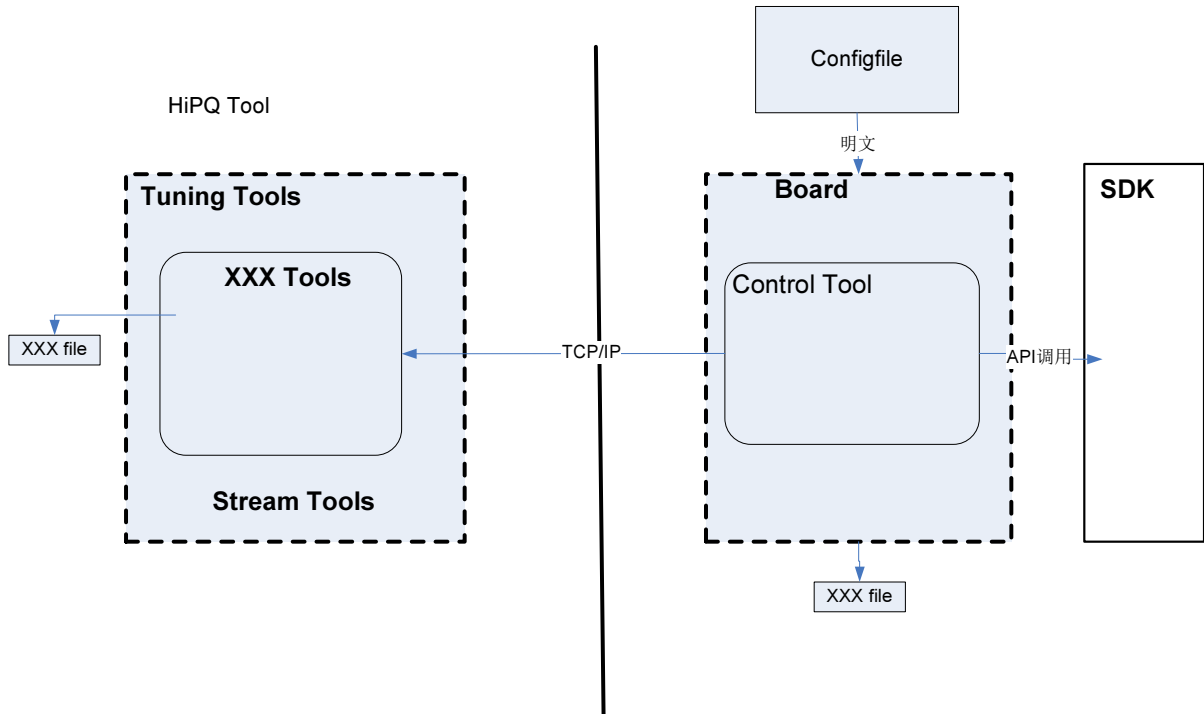 HiPQ Tool
Tuning Tools
XXX Tools
XXX file
Stream Tools
TCP/IP
Configfile
明文
Board
Control Tool
API调用
SDK
XXX file